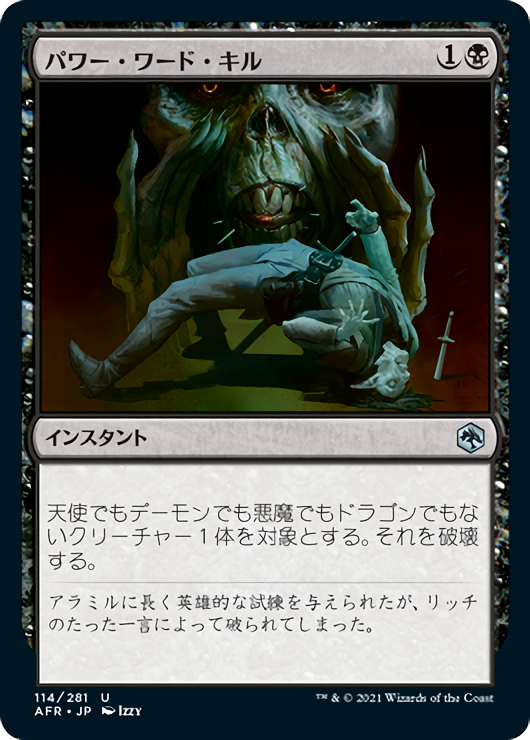 パワー・ワード・キル 1
インスタント
天使でもデーモンでも悪魔でもドラゴンでもな
いクリーチャー１体を対象とする。それを破壊
する。
アラミルに長く英雄的な試練を与えられたが、リッチ
のたった一言によって破られてしまった。
114/281 U
AFR • JP Izzy
™ & © 2021 Wizards of the Coast